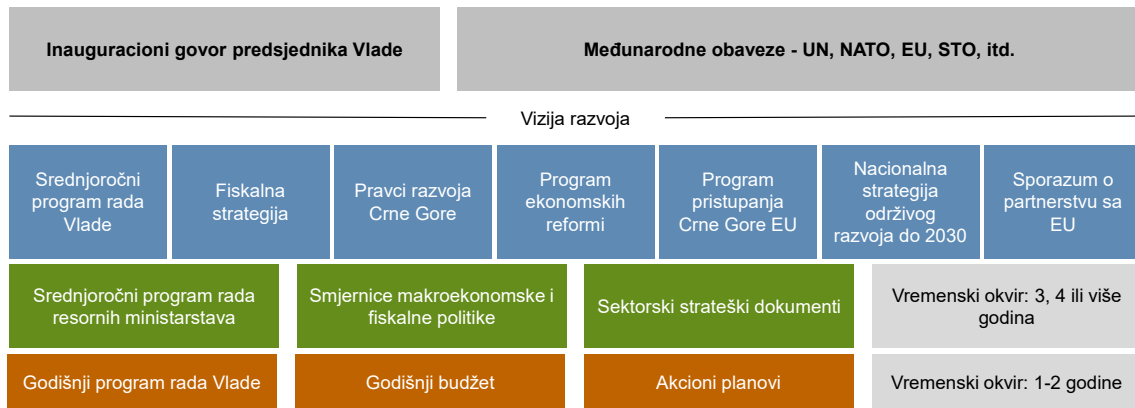 Inauguracioni govor predsjednika Vlade
Međunarodne obaveze - UN, NATO, EU, STO, itd.
Vizija razvoja
Srednjoročni
program rada
Vlade
Fiskalna
strategija
Pravci razvoja
Crne Gore
Program
ekonomskih
reformi
Program
pristupanja
Crne Gore EU
Nacionalna
strategija
održivog
razvoja do 2030
Sporazum o
partnerstvu sa
EU
Srednjoročni program rada
resornih ministarstava
Smjernice makroekonomske i
fiskalne politike
Sektorski strateški dokumenti
Vremenski okvir: 3, 4 ili više
godina
Godišnji program rada Vlade
Godišnji budžet
Akcioni planovi
Vremenski okvir: 1-2 godine